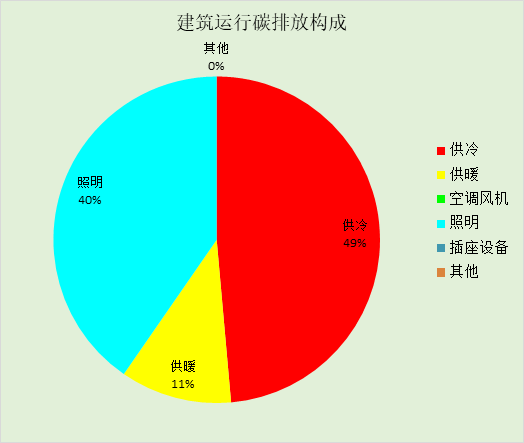 建筑运行碳排放构成
其他
0%
照明
40%
供冷
49%
供暖
11%
供冷
供暖
空调风机
照明
插座设备
其他